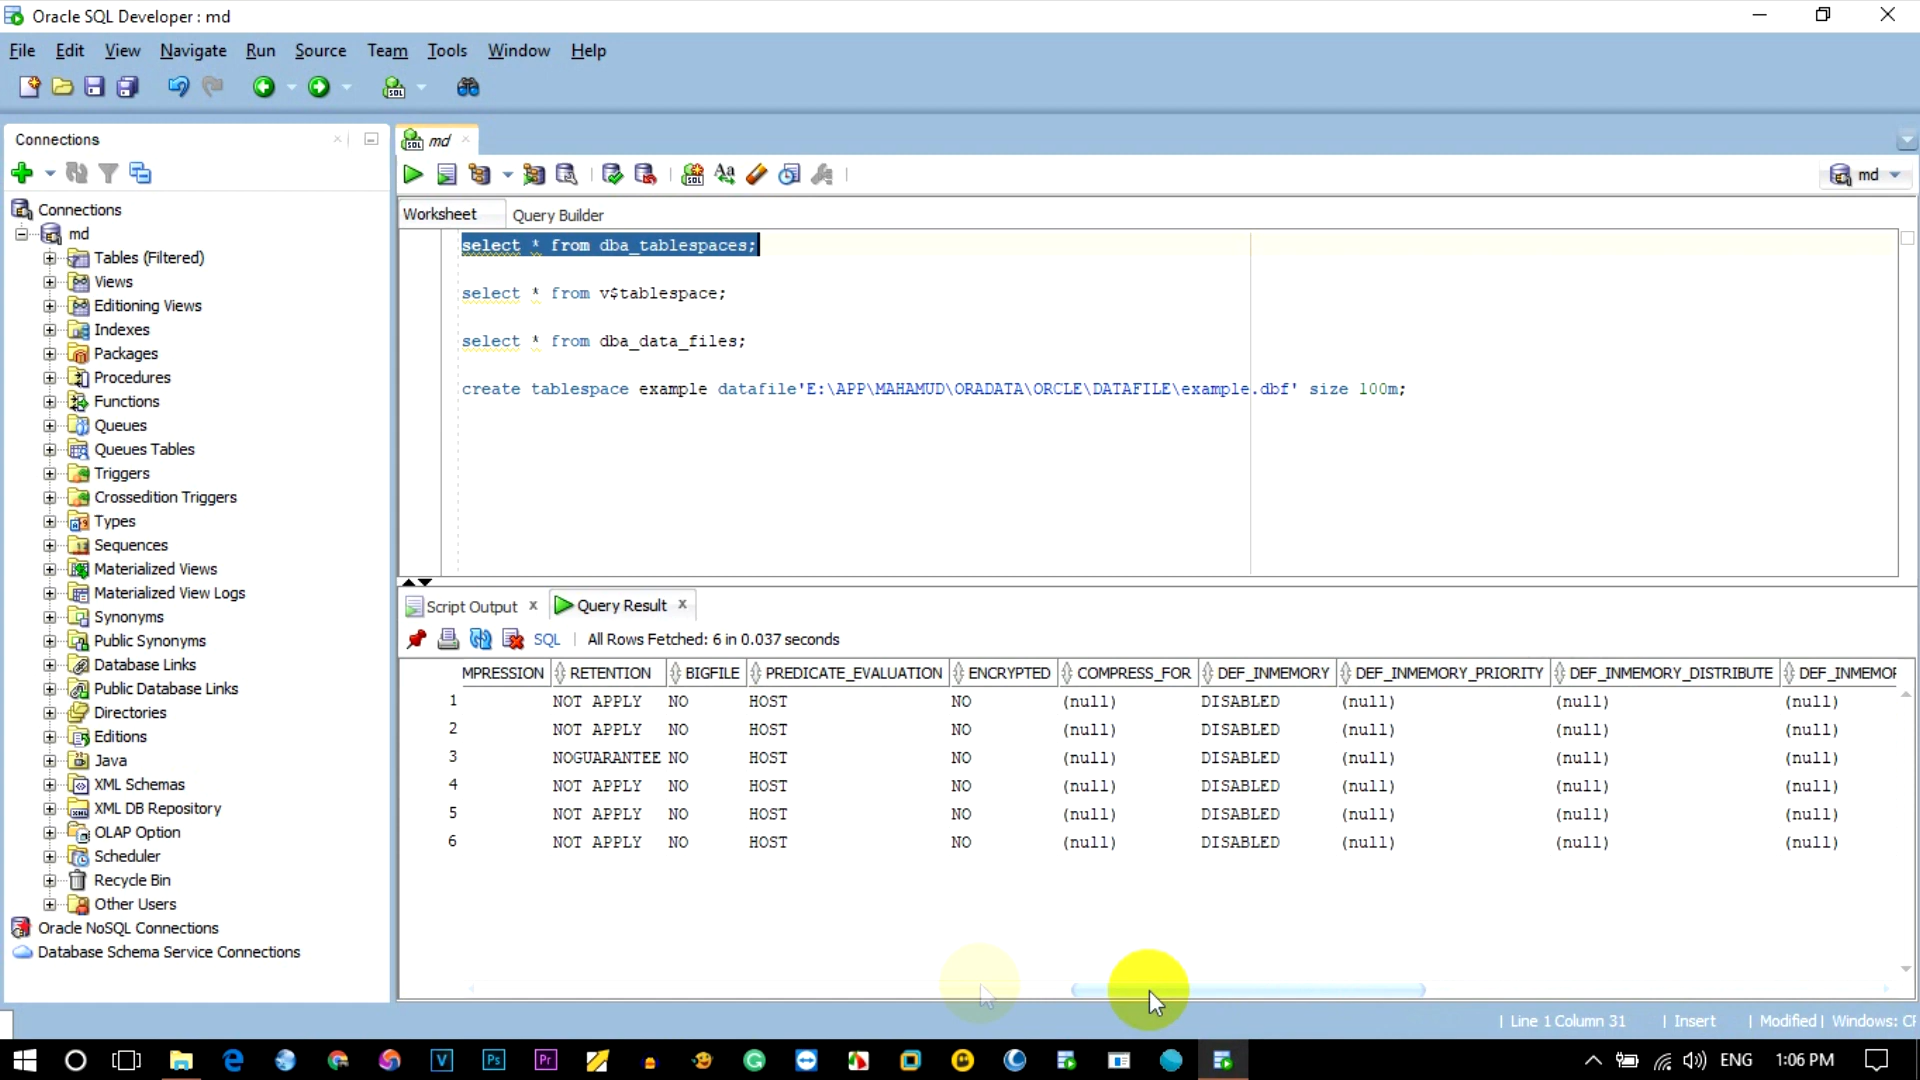 Oracle SQL Developer : md
File Edit View Navigate Run Source Team Tools Window Help
Connections
md
md
Worksheet
Query Builder
Connections
md
Tables (Filtered)
Views
Editioning Views
Indexes
Packages
Procedures
Functions
Queues
Queues Tables
Triggers
Crossedition Triggers
Types
Sequences
Materialized Views
Materialized View Logs
Synonyms
Public Synonyms
Database Links
Public Database Links
Directories
Editions
Java
XML Schemas
XML DB Repository
OLAP Option
Scheduler
Recycle Bin
Other Users
Oracle NoSQL Connections
Database Schema Service Connections
select * from dba_tablespaces;
select * from v$tablespace;
select * from dba_data_files;
create tablespace example datafile'E:\APP\MAHAMUD\ORADATA\ORCLE\DATAFILE\example.dbf' size 100m;
Script Output x Query Result x
SQL | All Rows Fetched: 6 in 0.037 seconds
MPRESSION RETENTION BIGFILE PREDICATE_EVALUATION ENCRYPTED COMPRESS_FOR DEF_INMEMORY DEF_INMEMORY_PRIORITY DEF_INMEMORY_DISTRIBUTE DEF_INMEMOR
1 NOT APPLY NO HOST NO (null) DISABLED (null) (null) (null)
2 NOT APPLY NO HOST NO (null) DISABLED (null) (null) (null)
3 NOGUARANTEE NO HOST NO (null) DISABLED (null) (null) (null)
4 NOT APPLY NO HOST NO (null) DISABLED (null) (null) (null)
5 NOT APPLY NO HOST NO (null) DISABLED (null) (null) (null)
6 NOT APPLY NO HOST NO (null) DISABLED (null) (null) (null)
| Line 1 Column 31 | Insert | Modified | Windows: CF
V Ps Pr ENG 1:06 PM